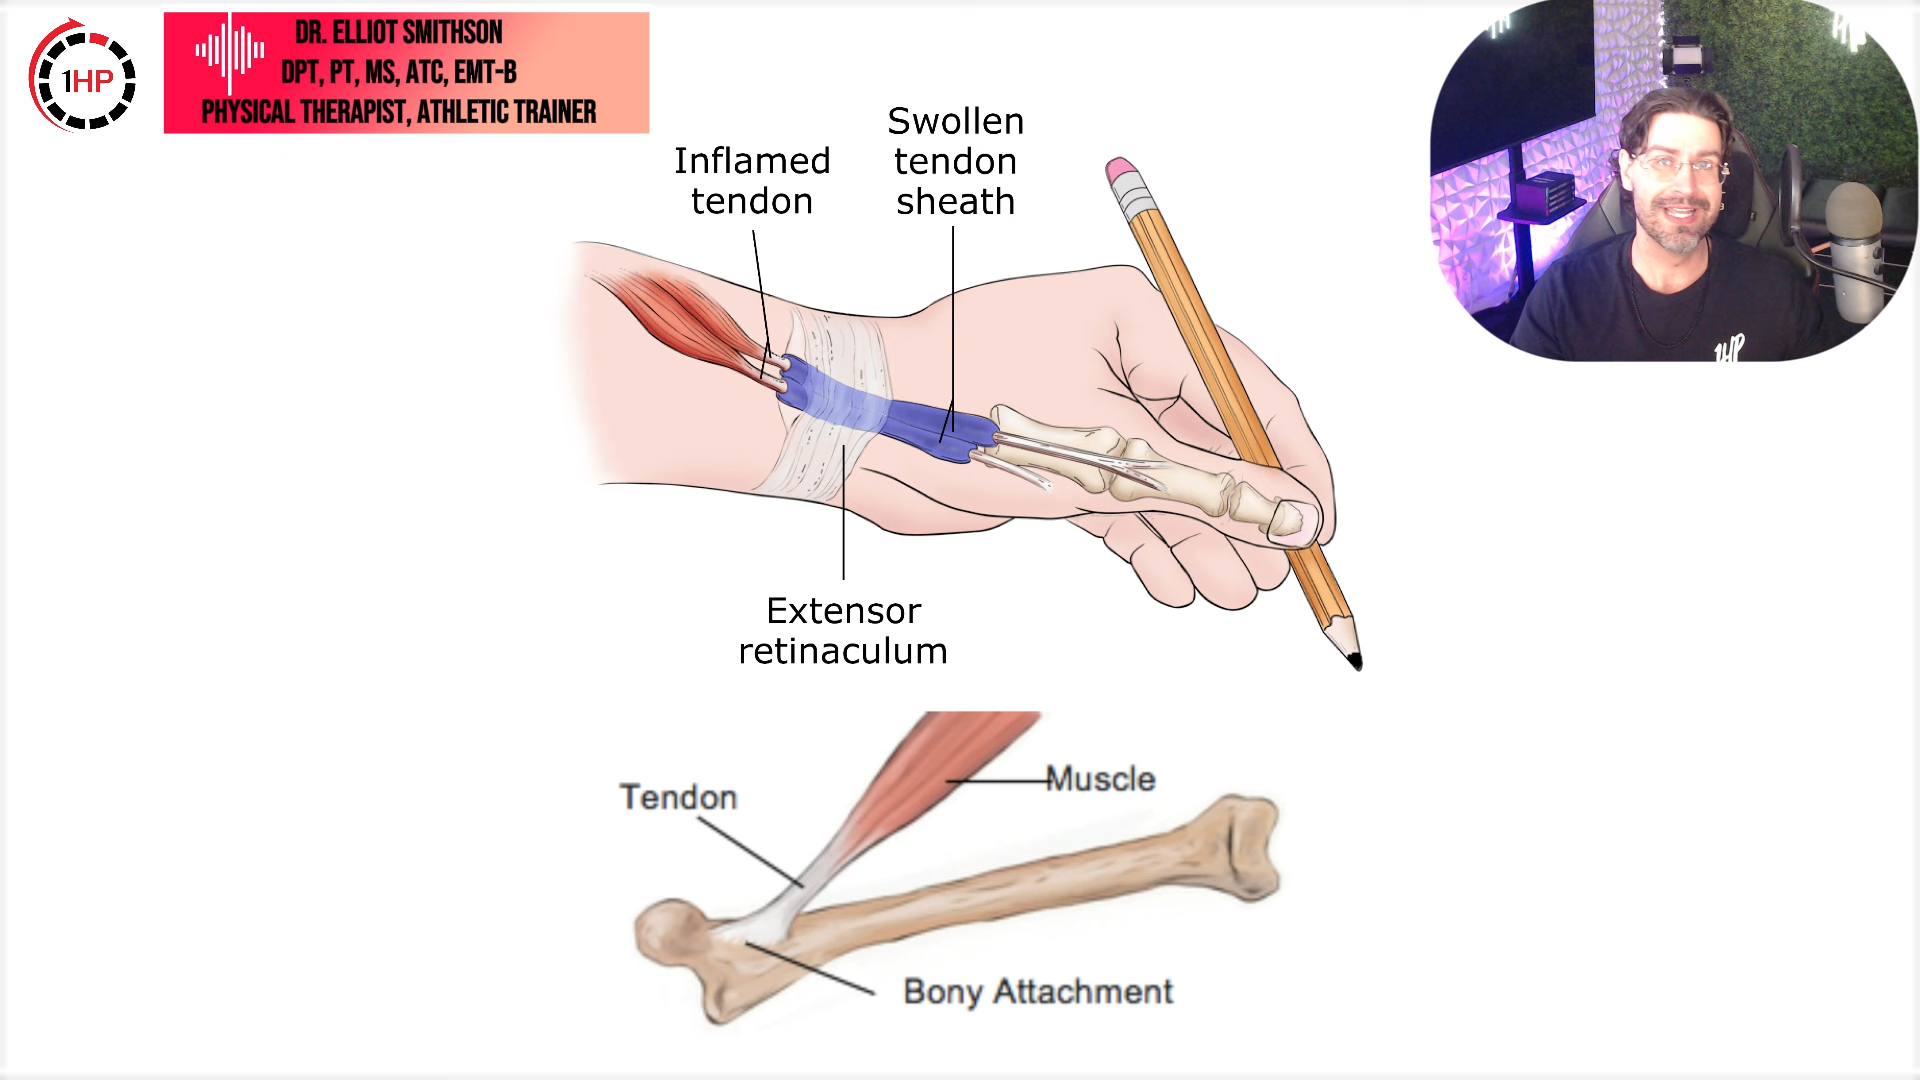 1HP
DR. ELLIOT SMITHSON
DPT, PT, MS, ATC, EMT-B
PHYSICAL THERAPIST, ATHLETIC TRAINER
Inflamed
tendon
Swollen
tendon
sheath
1HP
Extensor
retinaculum
Tendon
Muscle
Bony Attachment